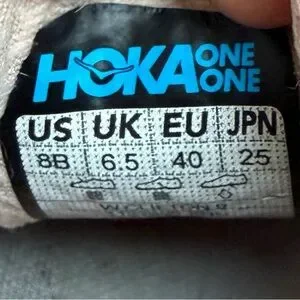 HOKA ONE ONE
US UK EU JPN
8B 6.5 40 25